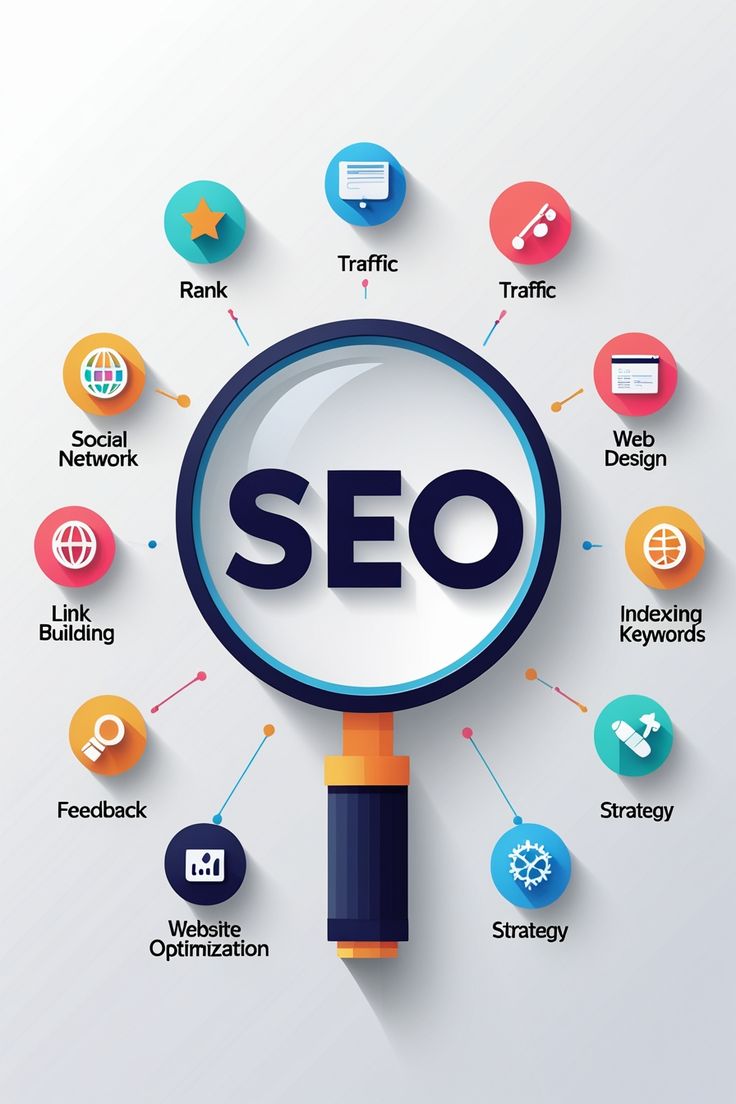 Traffic
Rank
Traffic
Social
Network
Web
Design
SEO
Link
Building
Indexing
Keywords
Feedback
Strategy
Website
Optimization
Strategy